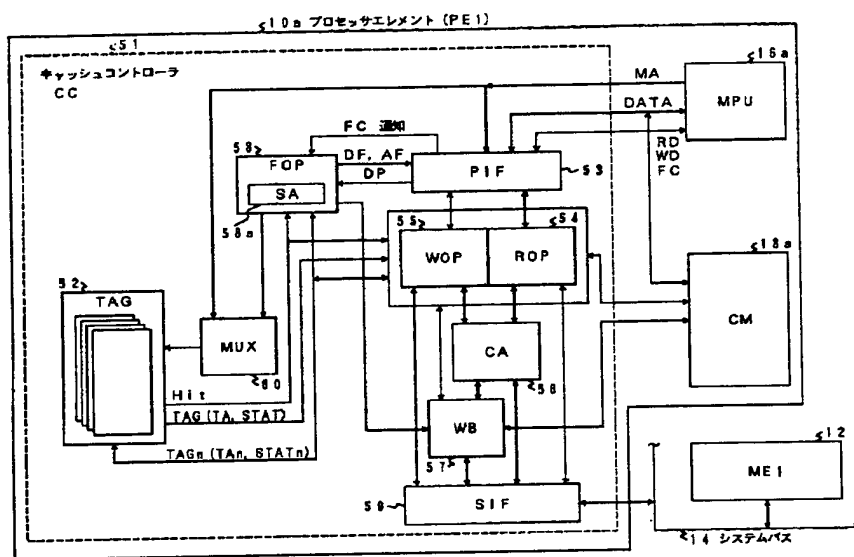 10a プロセッサエレメント (PE1)
51
キャッシュコントローラ
CC
16a
MPU
MA
DATA
RD
WD
FC
FC 通知
58
FOP
SA
58a
DF, AF
DP
PIF
53
55
54
WOP
ROP
18a
CM
52
TAG
MUX
60
CA
56
Hit
TAG (TA, STAT)
WB
57
TAGn (TAn, STATn)
59
SIF
12
ME1
14 システムバス